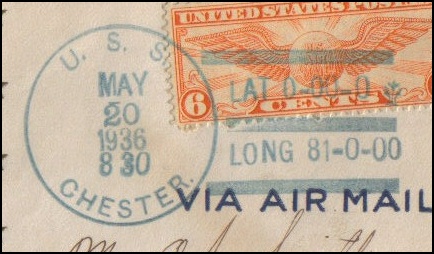 U. S. S.
MAY
20
1936
8 30
CHESTER.
UNITED STATES POSTA
6
CENTS
LAT 0-00-0
LONG 81-0-00
VIA AIR MAIL